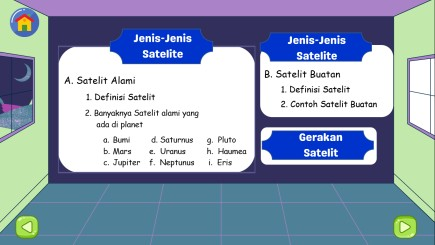 Jenis-Jenis
Satelite
A. Satelit Alami
1. Definisi Satelit
2. Banyaknya Satelit alami yang
ada di planet
a. Bumi d. Saturnus g. Pluto
b. Mars e. Uranus h. Haumea
c. Jupiter f. Neptunus i. Eris
Jenis-Jenis
Satelite
B. Satelit Buatan
1. Definisi Satelit
2. Contoh Satelit Buatan
Gerakan
Satelit